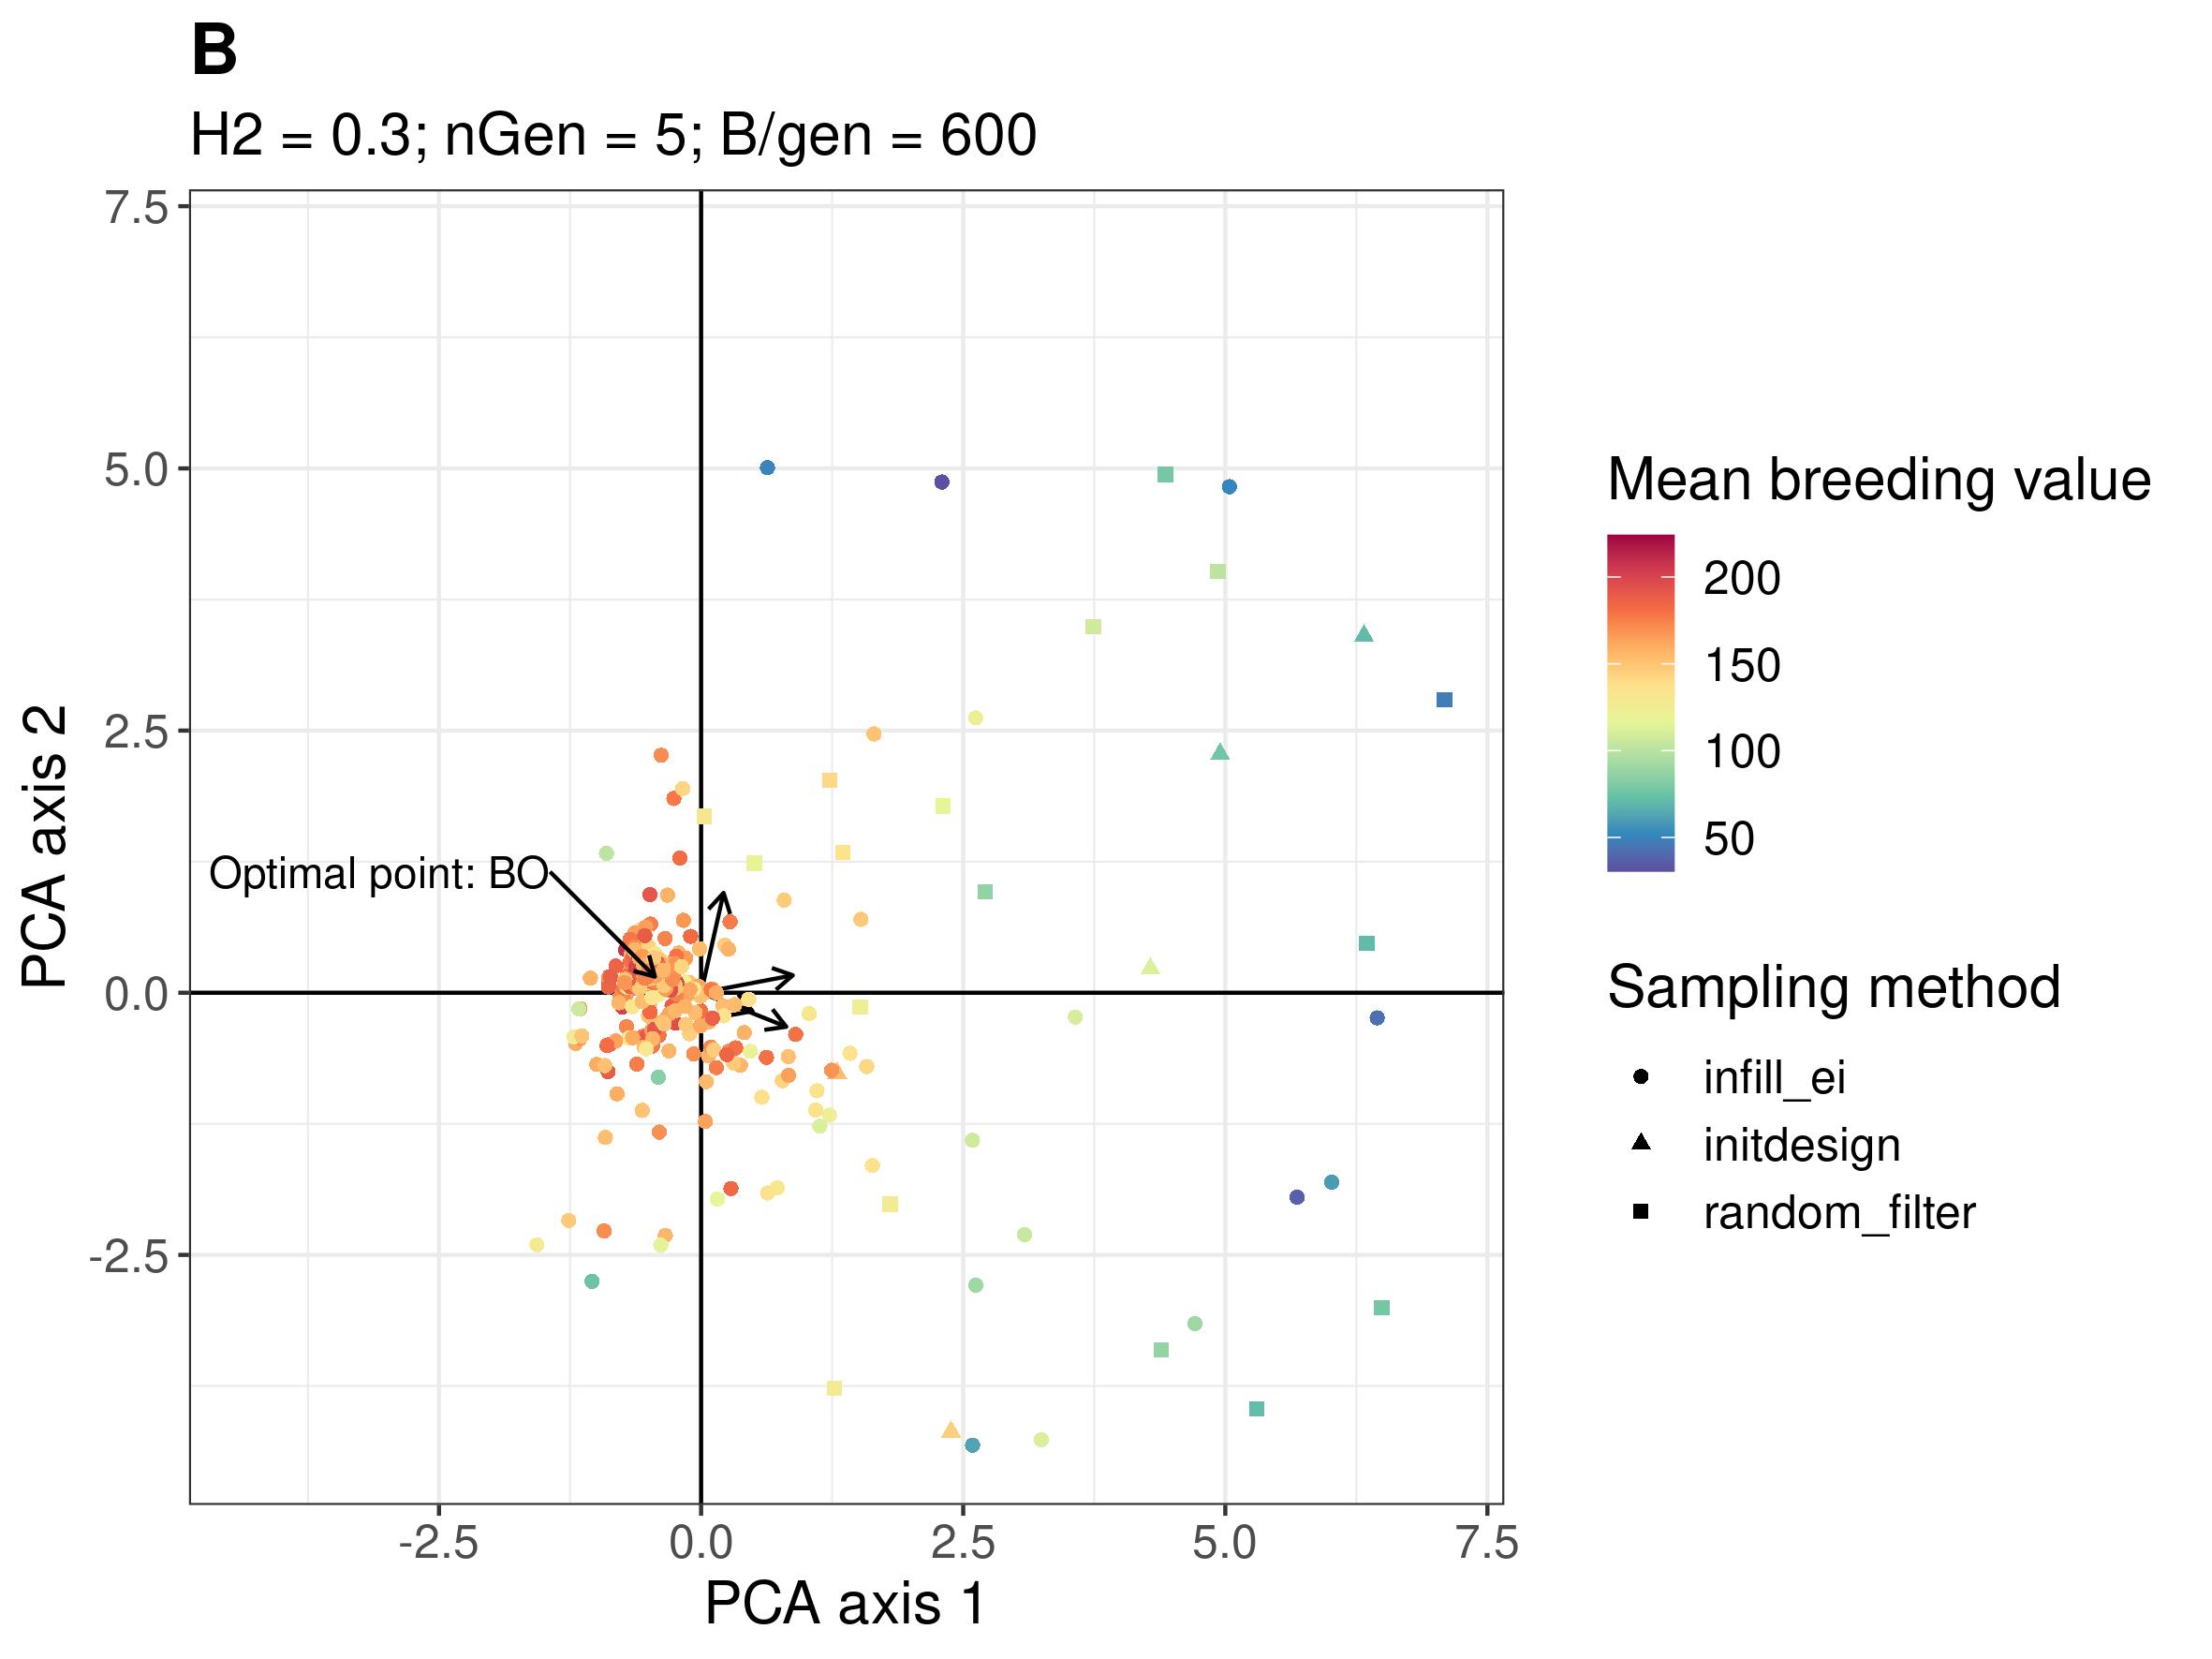 B
H2 = 0.3; nGen = 5; B/gen = 600
7.5
5.0
2.5
0.0
-2.5
PCA axis 2
Optimal point: BO
-2.5
0.0
2.5
5.0
7.5
PCA axis 1
Mean breeding value
200
150
100
50
Sampling method
infill_ei
initdesign
random_filter